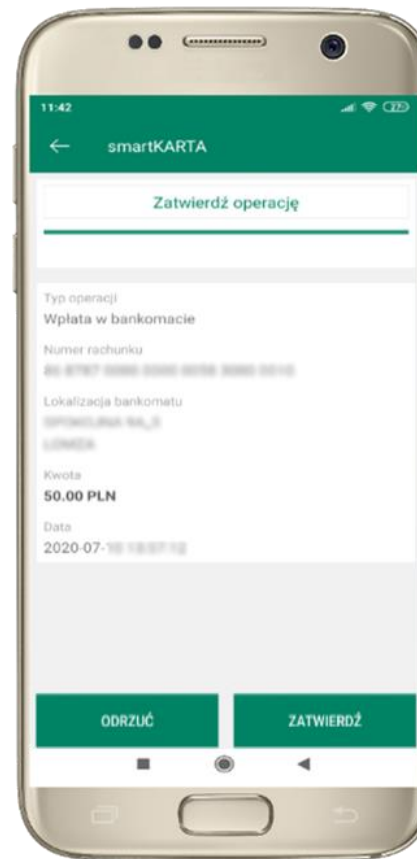 11:42
27
smartKARTA
Zatwierdź operację
Typ operacji
Wpłata w bankomacie
Numer rachunku
Lokalizacja bankomatu
Kwota
50.00 PLN
Data
2020-07-
ODRZUĆ
ZATWIERDŹ